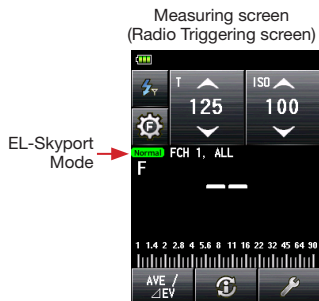 Measuring screen
(Radio Triggering screen)
T
ISO
125
100
EL-Skyport
Mode
Normal FCH 1, ALL
F
1 1.4 2 2.8 4 5.6 8 11 16 22 32 45 64 90
AVE /
⊿EV